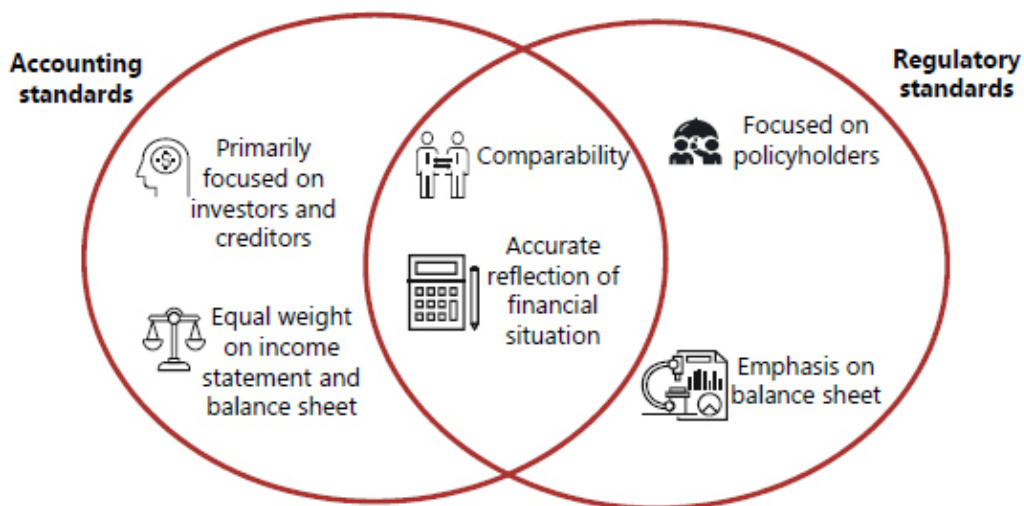 Accounting
standards
Regulatory
standards
Primarily
focused on
investors and
creditors
Equal weight
on income
statement and
balance sheet
Comparability
Accurate
reflection of
financial
situation
Focused on
policyholders
Emphasis on
balance sheet